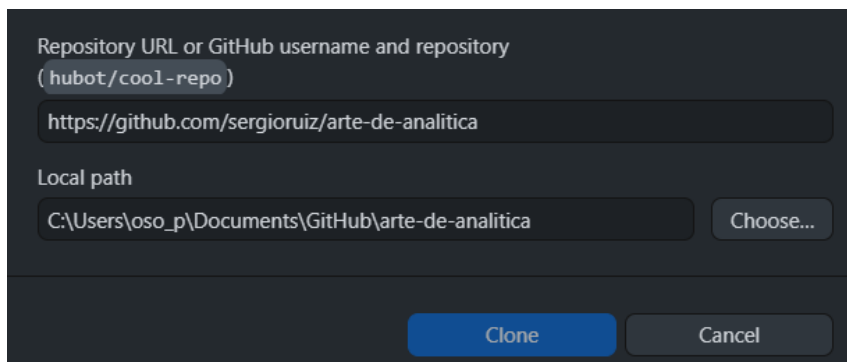 Repository URL or GitHub username and repository
(hubot/cool-repo)
https://github.com/sergioruiz/arte-de-analitica
Local path
C:\Users\oso_p\Documents\GitHub\arte-de-analitica
Choose...
Clone
Cancel